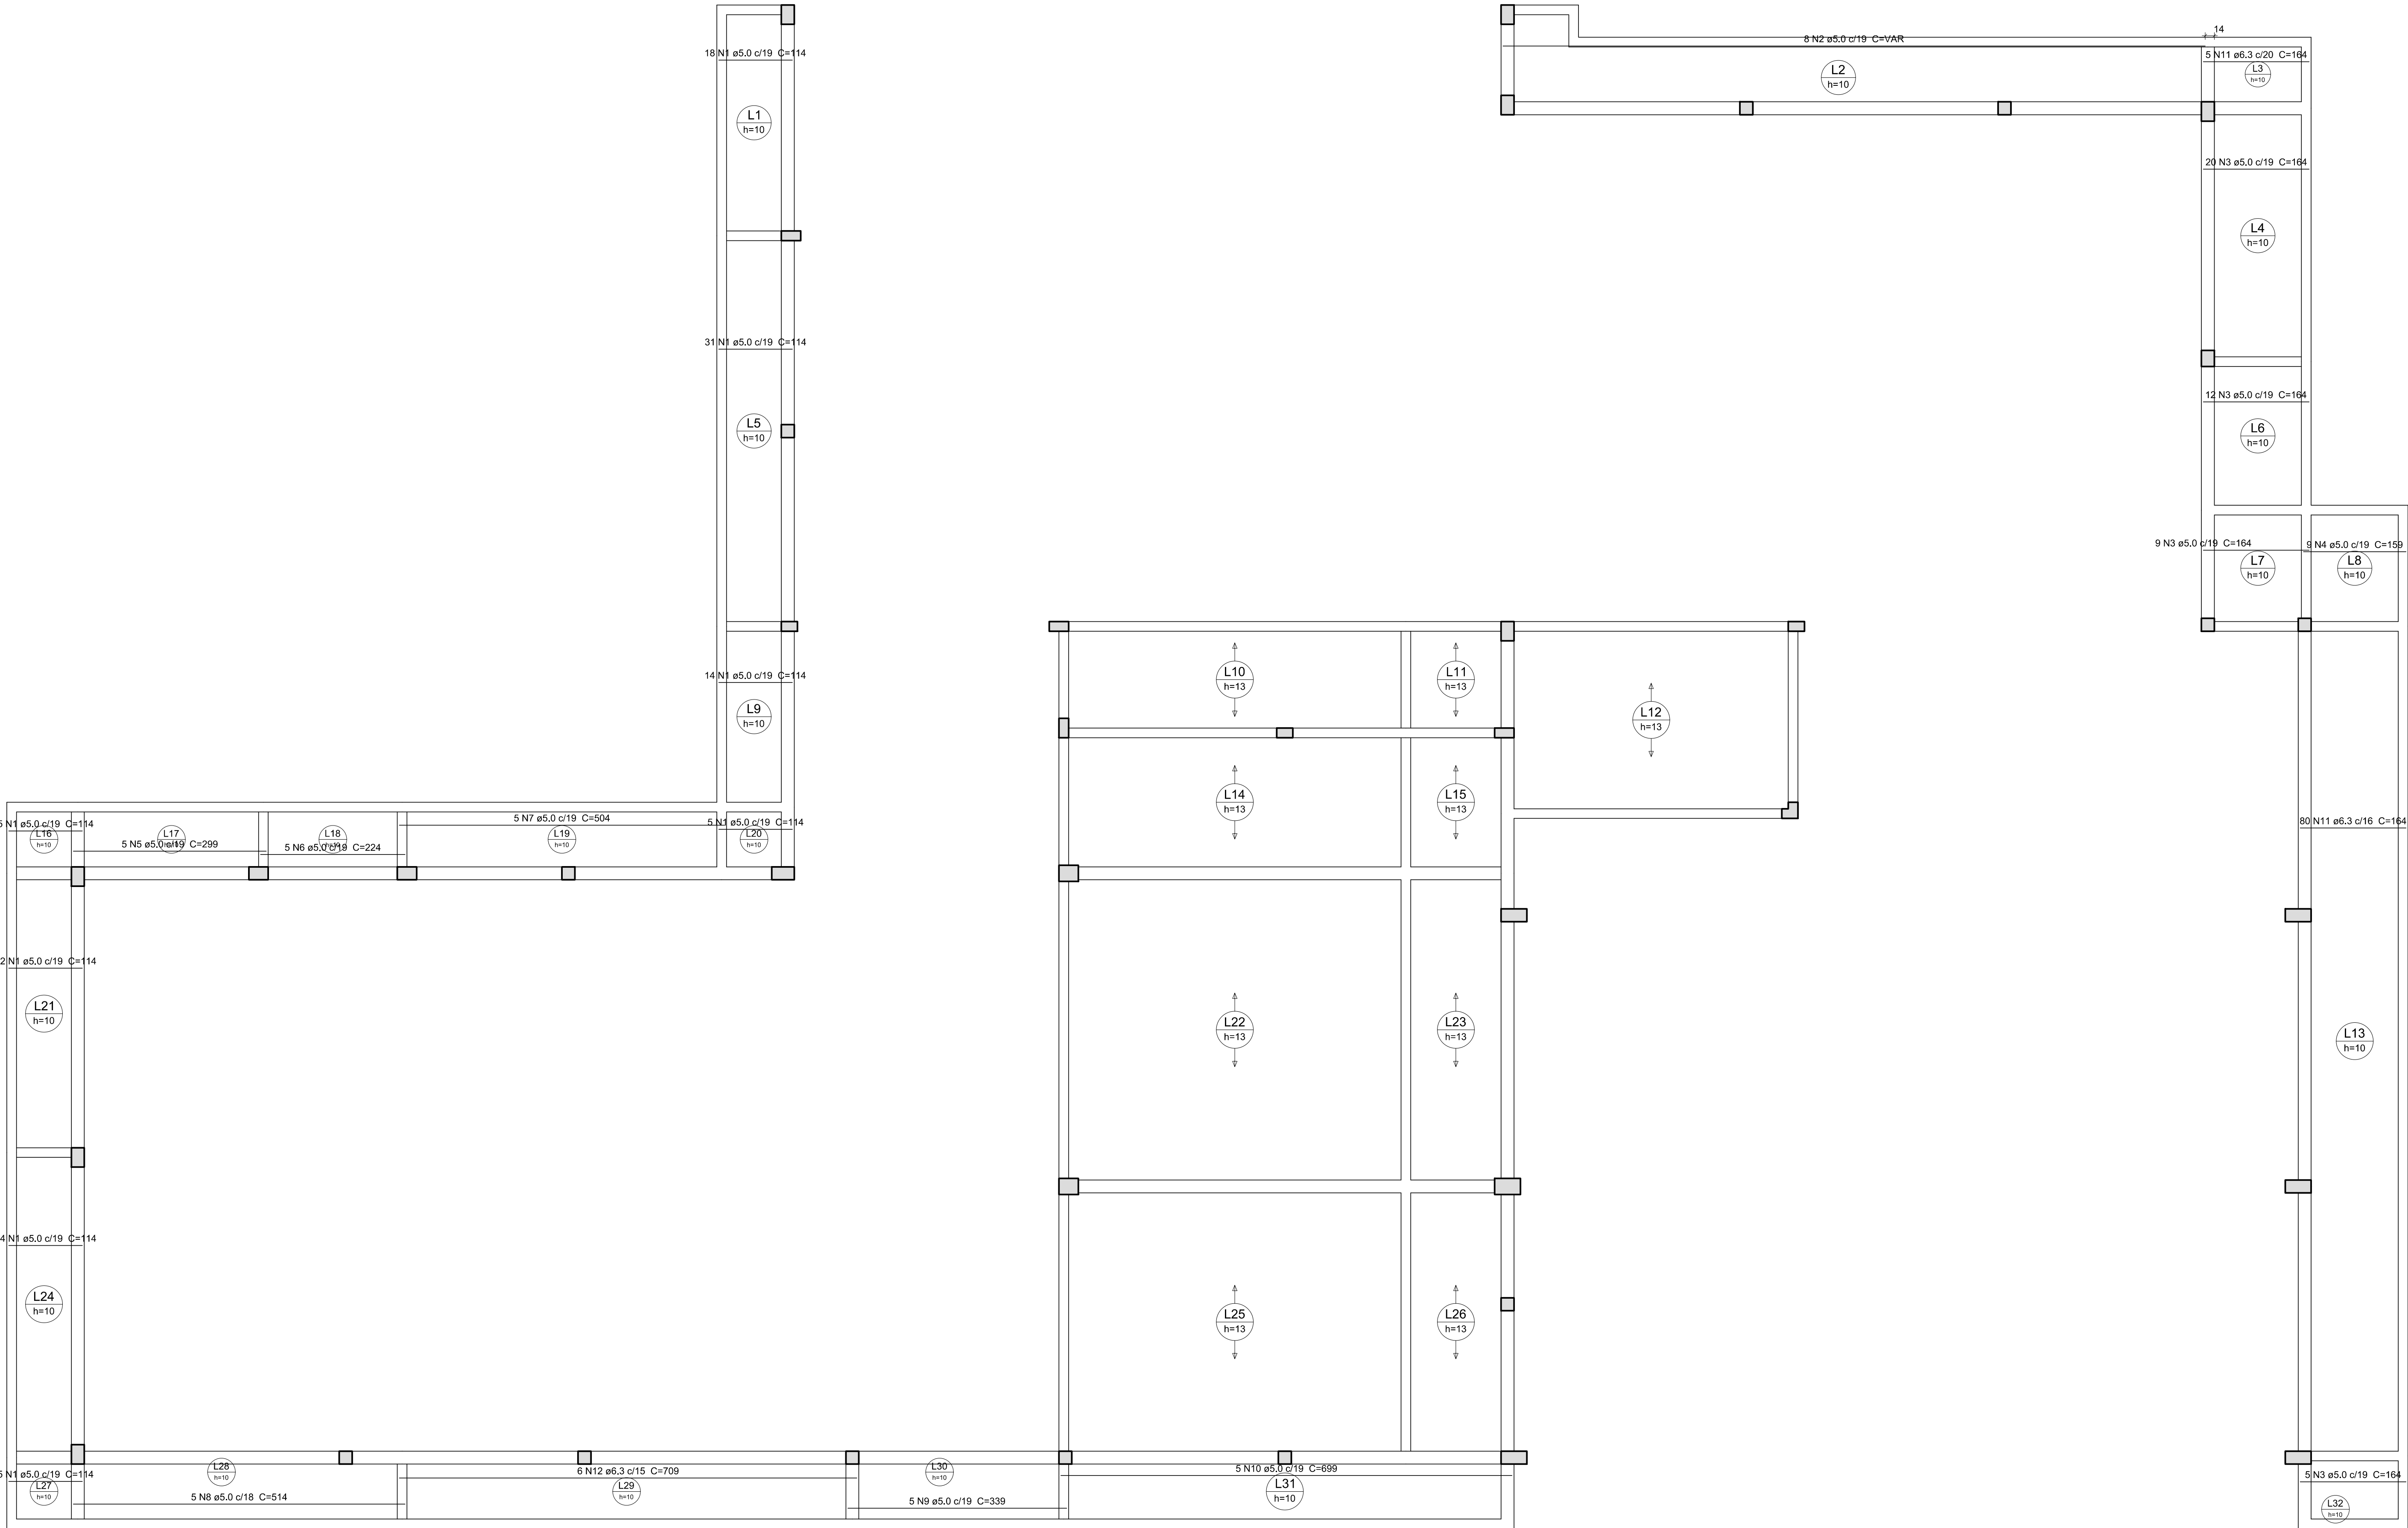 14
8 N2 ø5.0 c/19 C=VAR
18 N1 ø5.0 c/19 C=114
5 N11 ø6.3 c/20 C=164
L2
h=10
L3
h=10
L1
h=10
20 N3 ø5.0 c/19 C=164
L4
h=10
31 N1 ø5.0 c/19 C=114
12 N3 ø5.0 c/19 C=164
L5
h=10
L6
h=10
9 N3 ø5.0 c/19 C=164
9 N4 ø5.0 c/19 C=159
L7
h=10
L8
h=10
14 N1 ø5.0 c/19 C=114
L10
h=13
L11
h=13
L9
h=10
L12
h=13
L14
h=13
L15
h=13
5 N7 ø5.0 c/19 C=504
N1 ø5.0 c/19 C=114
5 N1 ø5.0 c/19 C=114
80 N11 ø6.3 c/16 C=164
L16
h=10
L17
L18
L19
h=10
L20
h=10
5 N5 ø5.0 c/19 C=299
5 N6 ø5.0 c/19 C=224
2 N1 ø5.0 c/19 C=114
L21
h=10
L22
h=13
L23
h=13
L13
h=10
4 N1 ø5.0 c/19 C=114
L24
h=10
L25
h=13
L26
h=13
N1 ø5.0 c/19 C=114
L28
h=10
6 N12 ø6.3 c/15 C=709
L30
h=10
5 N10 ø5.0 c/19 C=699
5 N3 ø5.0 c/19 C=164
L27
h=10
5 N8 ø5.0 c/18 C=514
L29
h=10
5 N9 ø5.0 c/19 C=339
L31
h=10
L32
h=10